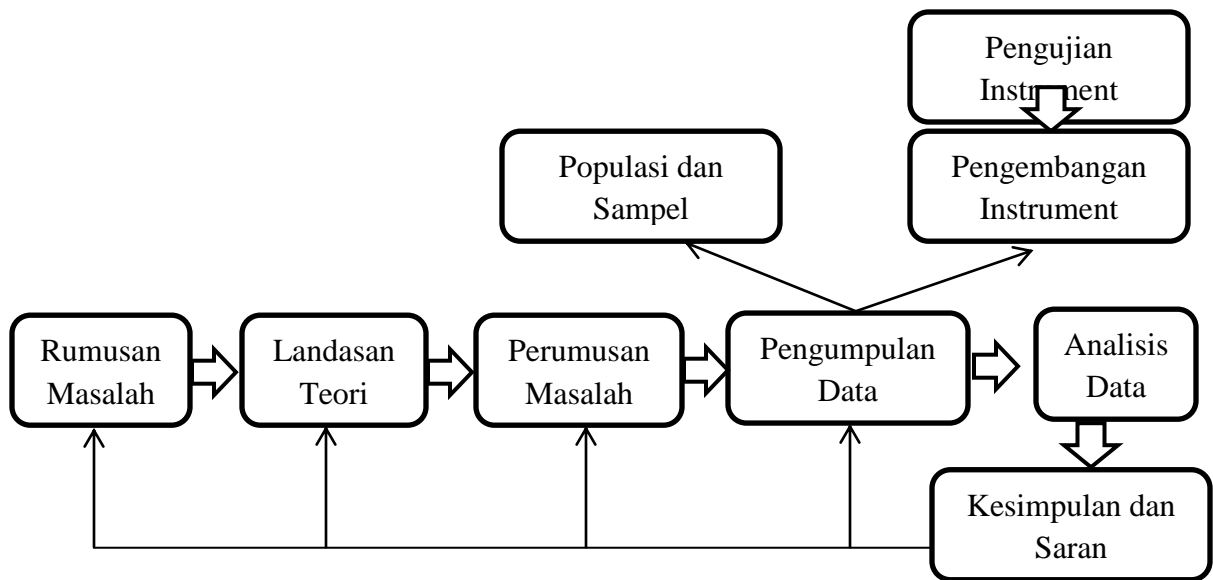 Pengujian
Instrument
Populasi dan
Sampel
Pengembangan
Instrument
Rumusan
Masalah
Landasan
Teori
Perumusan
Masalah
Pengumpulan
Data
Analisis
Data
Kesimpulan dan
Saran